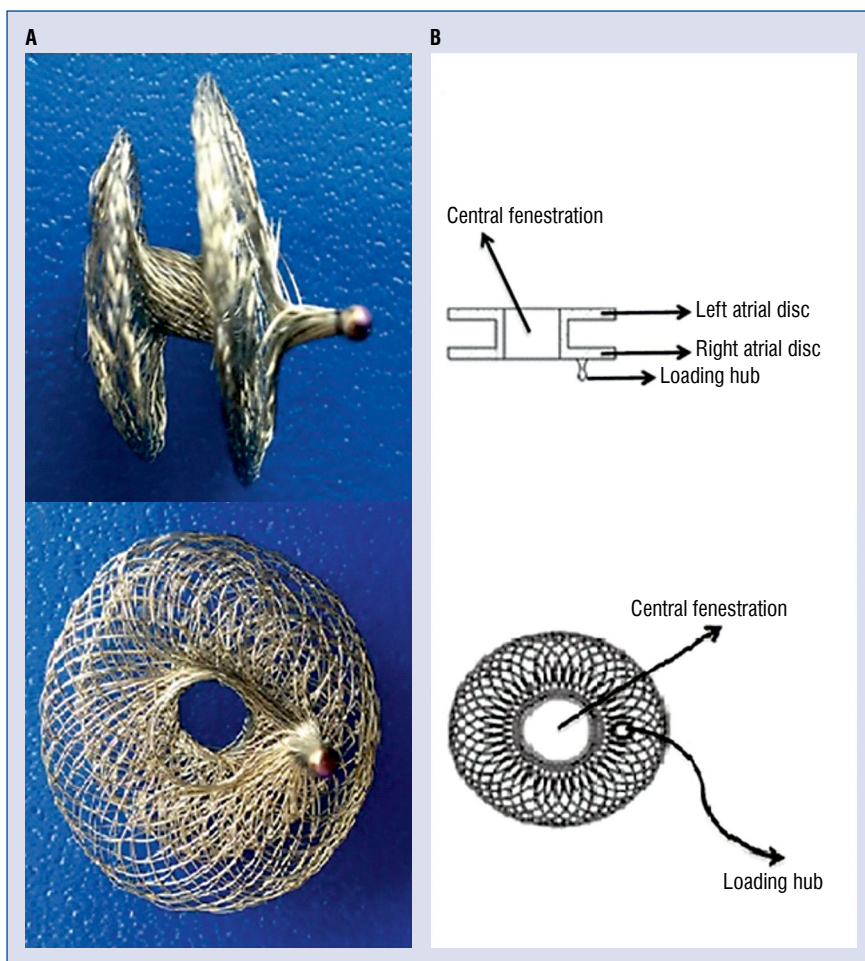 A
B
Central fenestration
Left atrial disc
Right atrial disc
Loading hub
Central fenestration
Loading hub